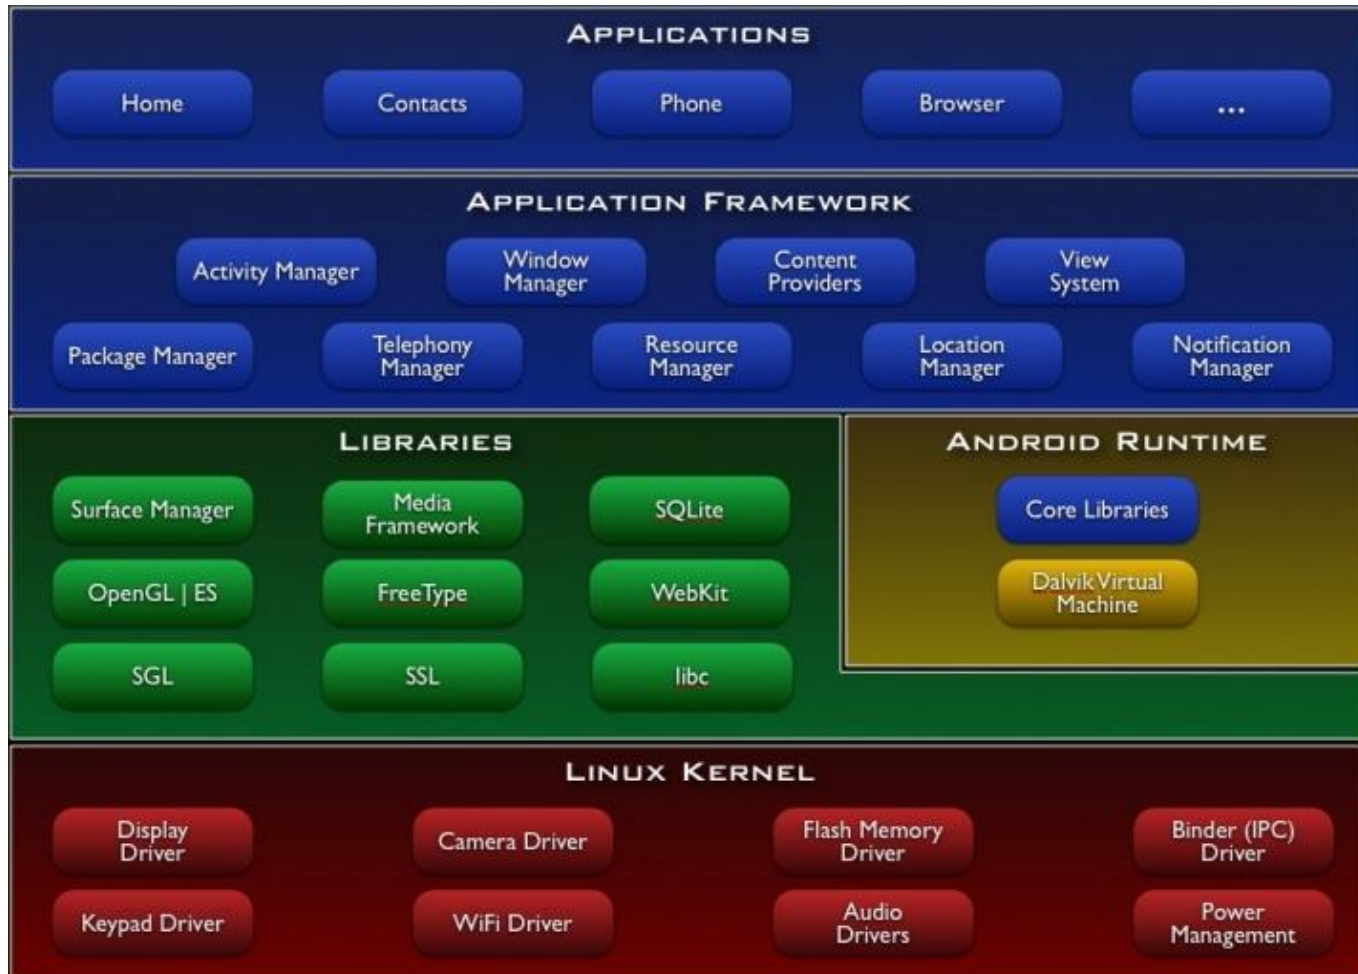 APPLICATIONS
Home
Contacts
Phone
Browser
...
APPLICATION FRAMEWORK
Activity Manager
Window
Manager
Content
Providers
View
System
Package Manager
Telephony
Manager
Resource
Manager
Location
Manager
Notification
Manager
LIBRARIES
Surface Manager
Media
Framework
SQLite
OpenGL | ES
FreeType
WebKit
SGL
SSL
libc
ANDROID RUNTIME
Core Libraries
Dalvik Virtual
Machine
LINUX KERNEL
Display
Driver
Camera Driver
Flash Memory
Driver
Binder (IPC)
Driver
Keypad Driver
WiFi Driver
Audio
Drivers
Power
Management